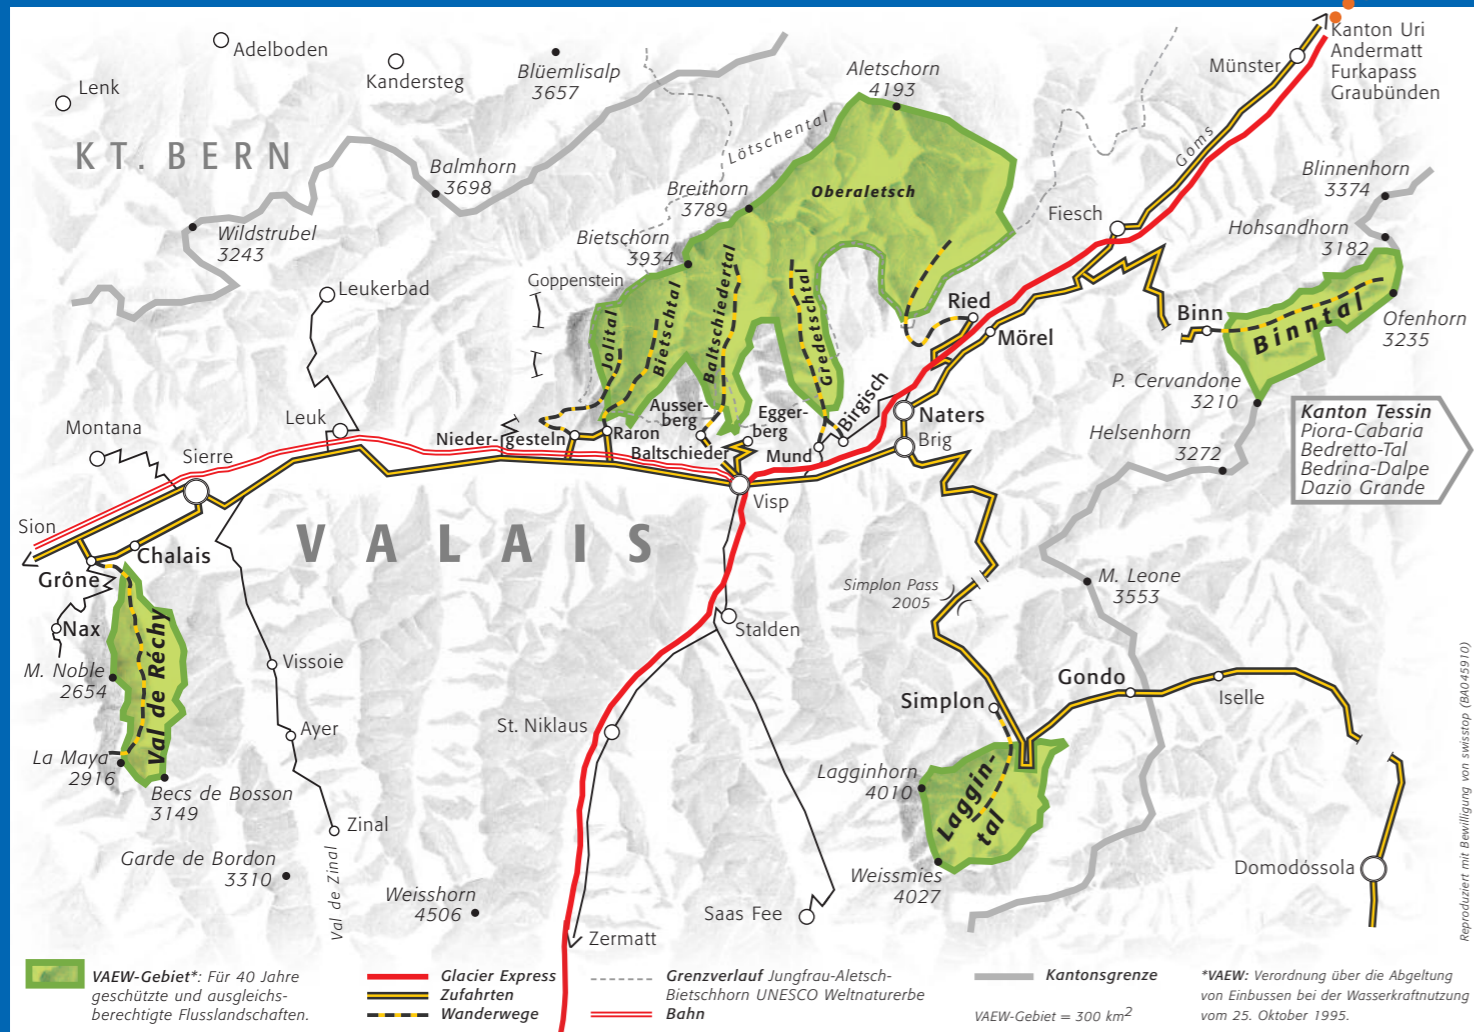 Adelboden
Lenk
Kandersteg
Blüemlisalp
3657
Aletschorn
4193
Münster
Kanton Uri
Andermatt
Furkapass
Graubünden
KT. BERN
Balmhorn
3698
Lötschental
Breithorn
3789
Oberaletsch
Goms
Blinnenhorn
3374
Wildstrubel
3243
Bietschorn
3934
Fiesch
Hohsandhorn
3182
Goppenstein
Leukerbad
Jolital
Bietschtal
Baltschiedertal
Gredetschtal
Ried
Mörel
Binn
Binntal
Ofenhorn
3235
P. Cervandone
3210
Leuk
Montana
Sierre
Nieder-gesteln
Raron
Ausser-
berg
Baltschieder
Egger-
berg
Mund
Birgisch
Naters
Brig
Helsenhorn
3272
Kanton Tessin
Piora-Cabaria
Bedretto-Tal
Bedrina-Dalpe
Dazio Grande
Visp
Sion
VALAIS
Chalais
Grône
Nax
Val de Réchy
M. Noble
2654
La Maya
2916
Becs de Bosson
3149
Vissoie
Ayer
Zinal
Val de Zinal
Garde de Bordon
3310
Weisshorn
4506
Stalden
St. Niklaus
Saas Fee
Zermatt
Simplon Pass
2005
M. Leone
3553
Simplon
Gondo
Iselle
Lagginhorn
4010
Laggin-
tal
Weissmies
4027
Domodóssola
Reproduziert mit Bewilligung von swisstop (BA045910)
VAEW-Gebiet*: Für 40 Jahre
geschützte und ausgleichs-
berechtigte Flusslandschaften.
Glacier Express
Zufahrten
Wanderwege
Grenzverlauf Jungfrau-Aletsch-
Bietschhorn UNESCO Weltnaturerbe
Bahn
Kantonsgrenze
VAEW-Gebiet = 300 km²
*VAEW: Verordnung über die Abgeltung
von Einbussen bei der Wasserkraftnutzung
vom 25. Oktober 1995.